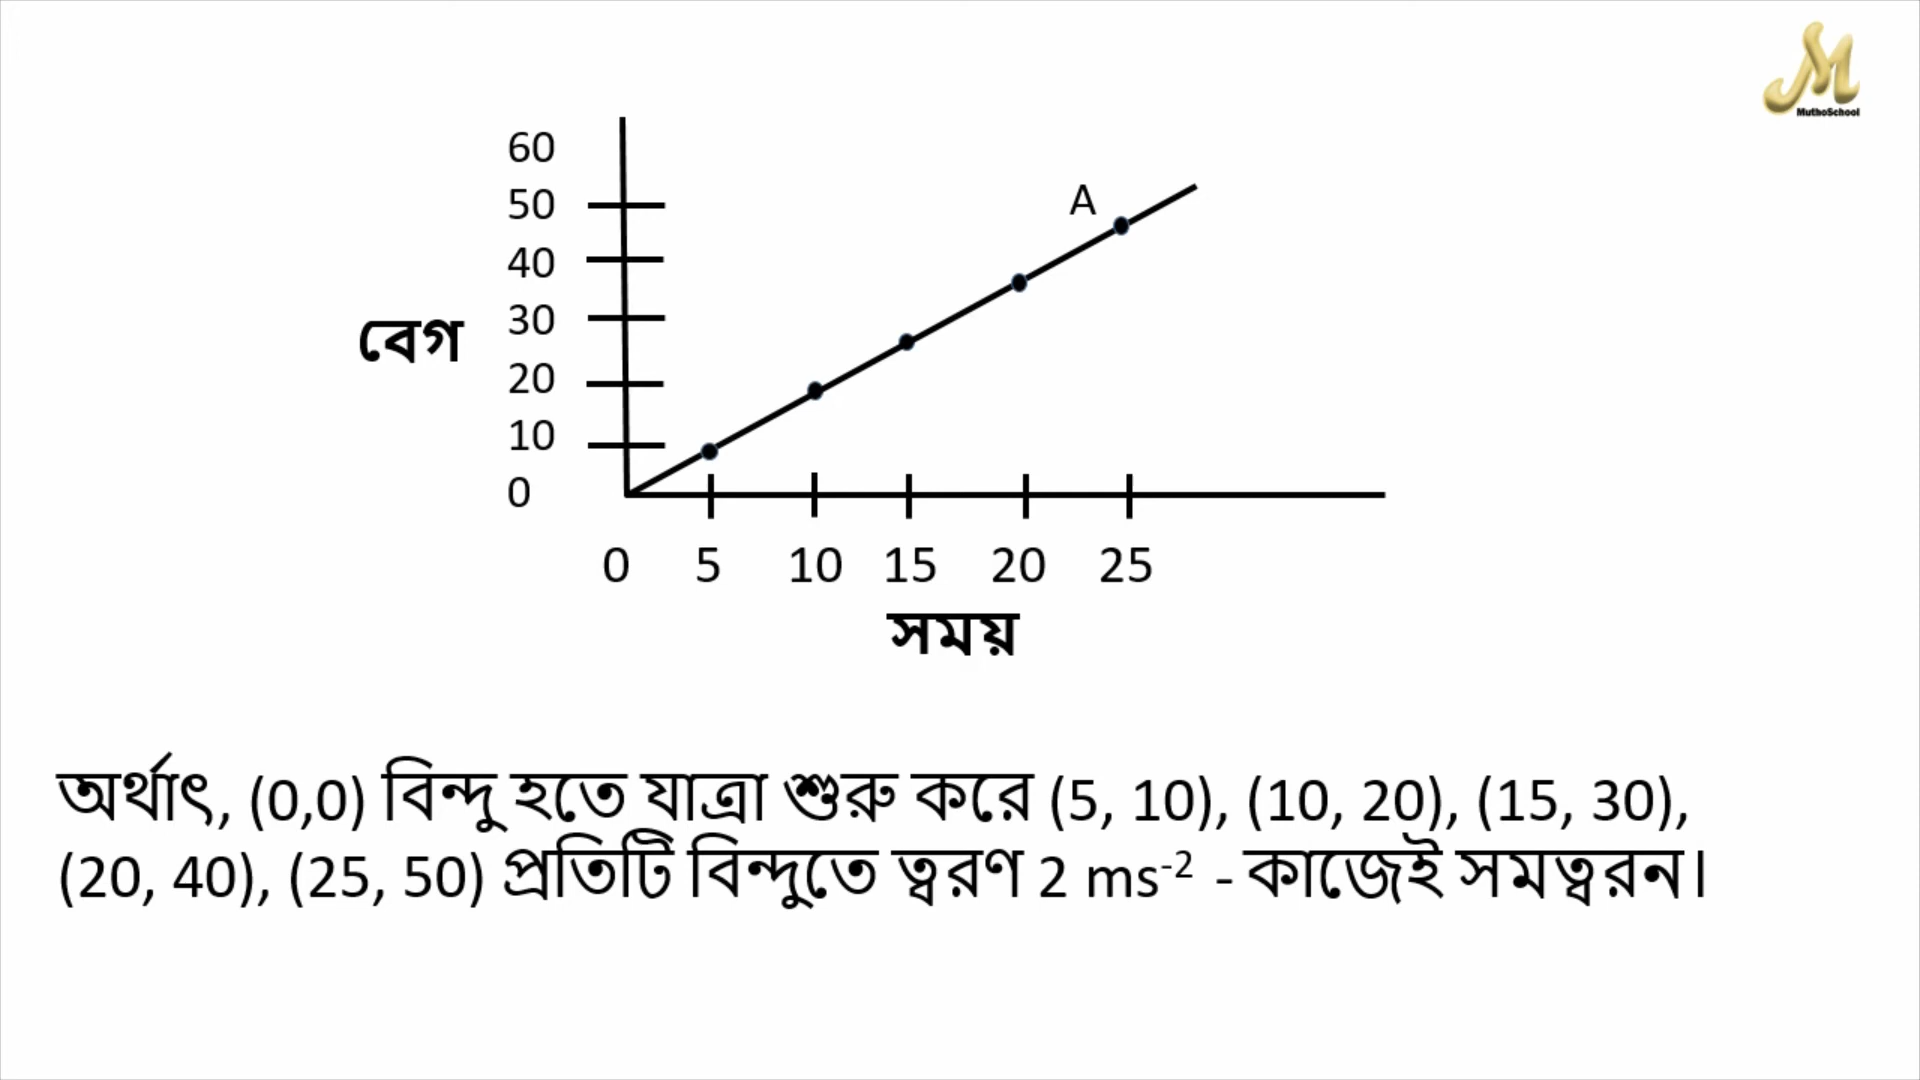 MuthoSchool
60
50
40
30
20
10
0
বেগ
A
0 5 10 15 20 25
সময়
অর্থাৎ, (0,0) বিন্দু হতে যাত্রা শুরু করে (5, 10), (10, 20), (15, 30),
(20, 40), (25, 50) প্রতিটি বিন্দুতে ত্বরণ 2 ms⁻² - কাজেই সমত্বরন।